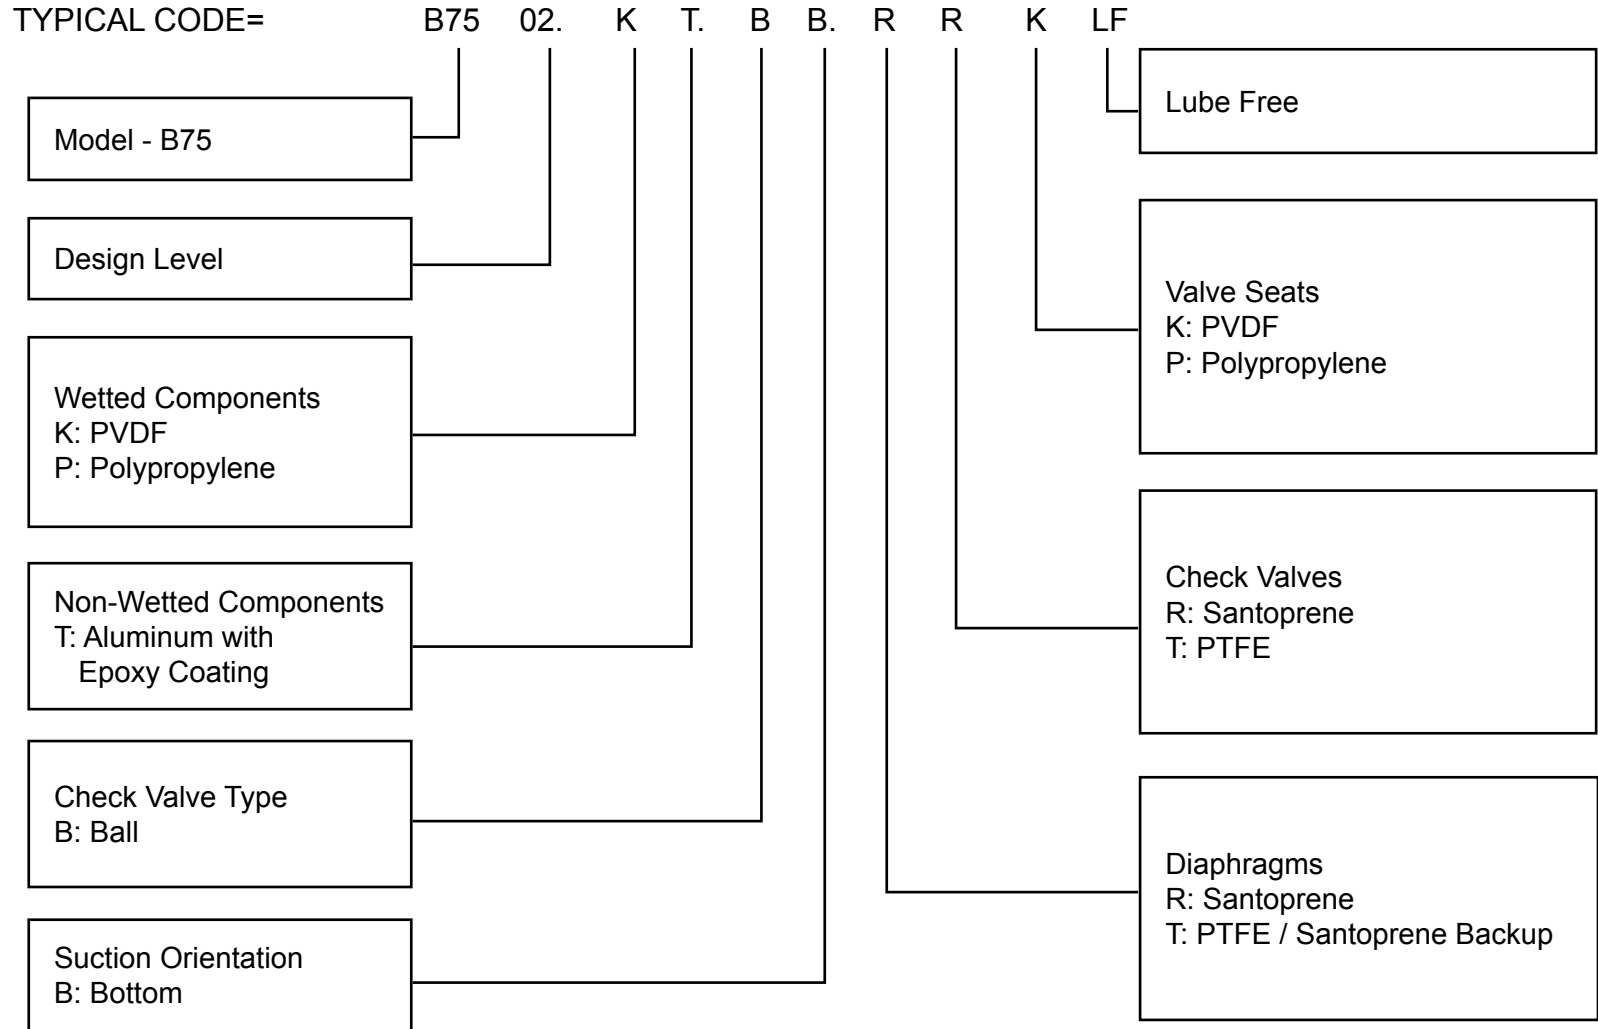 TYPICAL CODE= B75 02. K T. B B. R R K LF
Model - B75
Design Level
Wetted Components
K: PVDF
P: Polypropylene
Non-Wetted Components
T: Aluminum with
Epoxy Coating
Check Valve Type
B: Ball
Suction Orientation
B: Bottom
Lube Free
Valve Seats
K: PVDF
P: Polypropylene
Check Valves
R: Santoprene
T: PTFE
Diaphragms
R: Santoprene
T: PTFE / Santoprene Backup